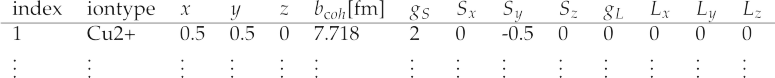 index iontype x y z b_coh[fm] g_S S_x S_y S_z g_L L_x L_y L_z
1 Cu2+ 0.5 0.5 0 7.718 2 0 -0.5 0 0 0 0 0
⋮ ⋮ ⋮ ⋮ ⋮ ⋮ ⋮ ⋮ ⋮ ⋮ ⋮ ⋮ ⋮ ⋮